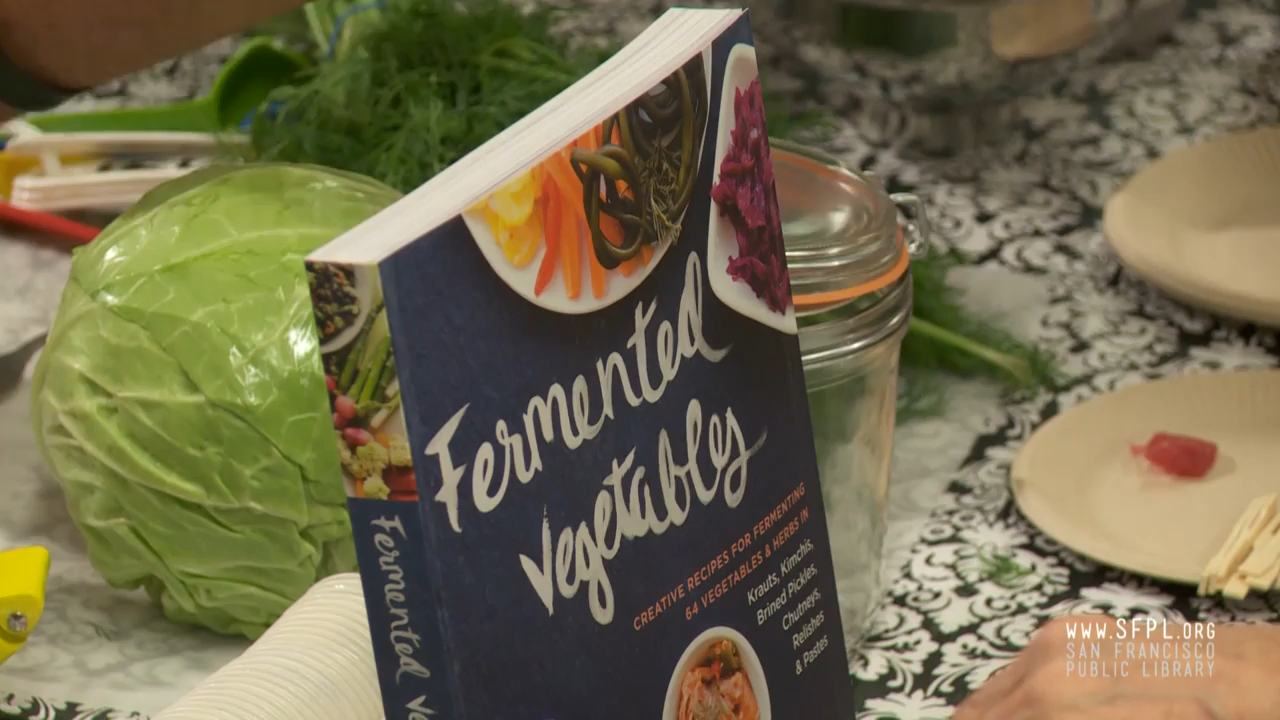 Fermented
vegetables
CREATIVE RECIPES FOR FERMENTING
64 VEGETABLES & HERBS IN
Krauts, Kimchis,
Brined Pickles,
Chutneys,
Relishes
& Pastes
Fermented Ve
WWW.SFPL.ORG
SAN FRANCISCO
PUBLIC LIBRARY